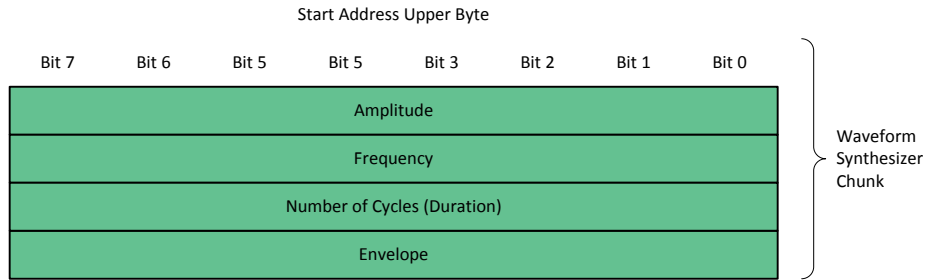 Start Address Upper Byte
Bit 7 Bit 6 Bit 5 Bit 5 Bit 3 Bit 2 Bit 1 Bit 0
Amplitude
Frequency
Number of Cycles (Duration)
Envelope
Waveform
Synthesizer
Chunk